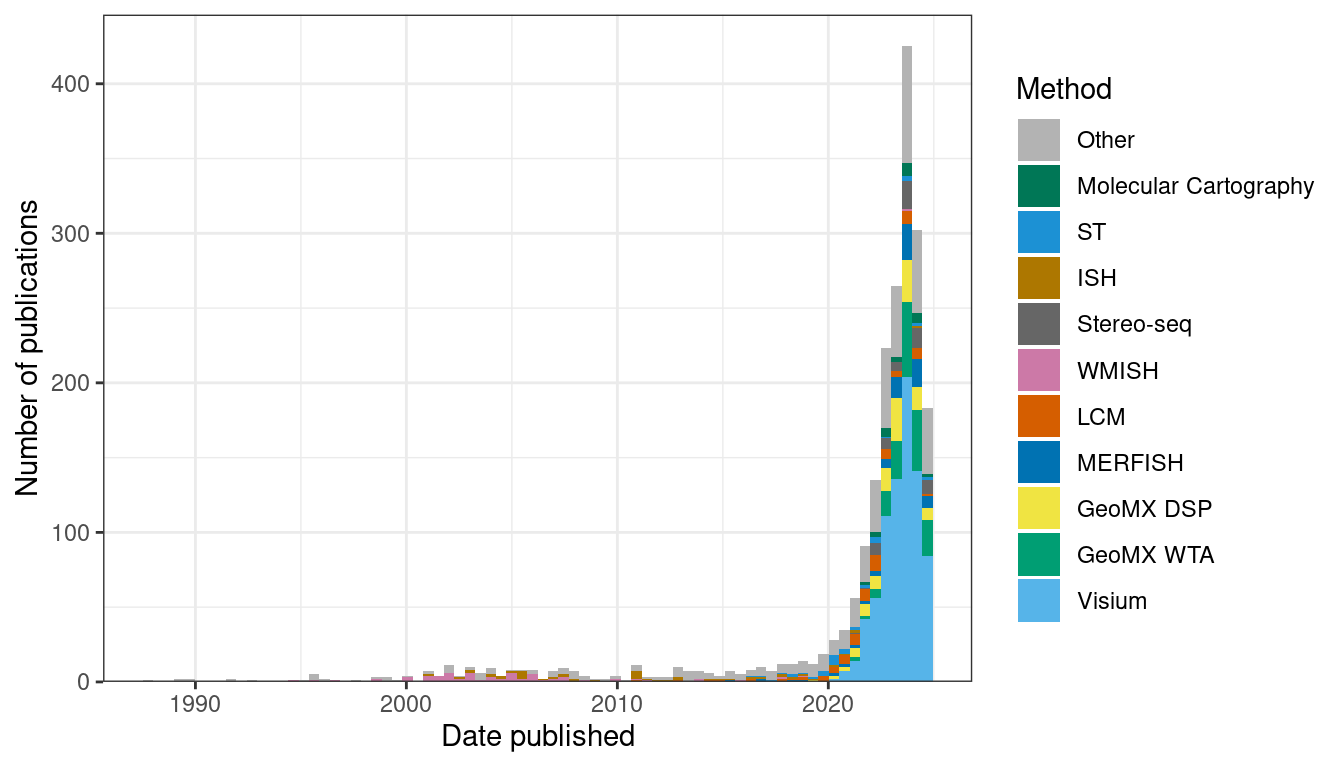 Number of publications
400
300
200
100
0
1990
2000
2010
2020
Date published
Method
Other
Molecular Cartography
ST
ISH
Stereo-seq
WMISH
LCM
MERFISH
GeoMX DSP
GeoMX WTA
Visium